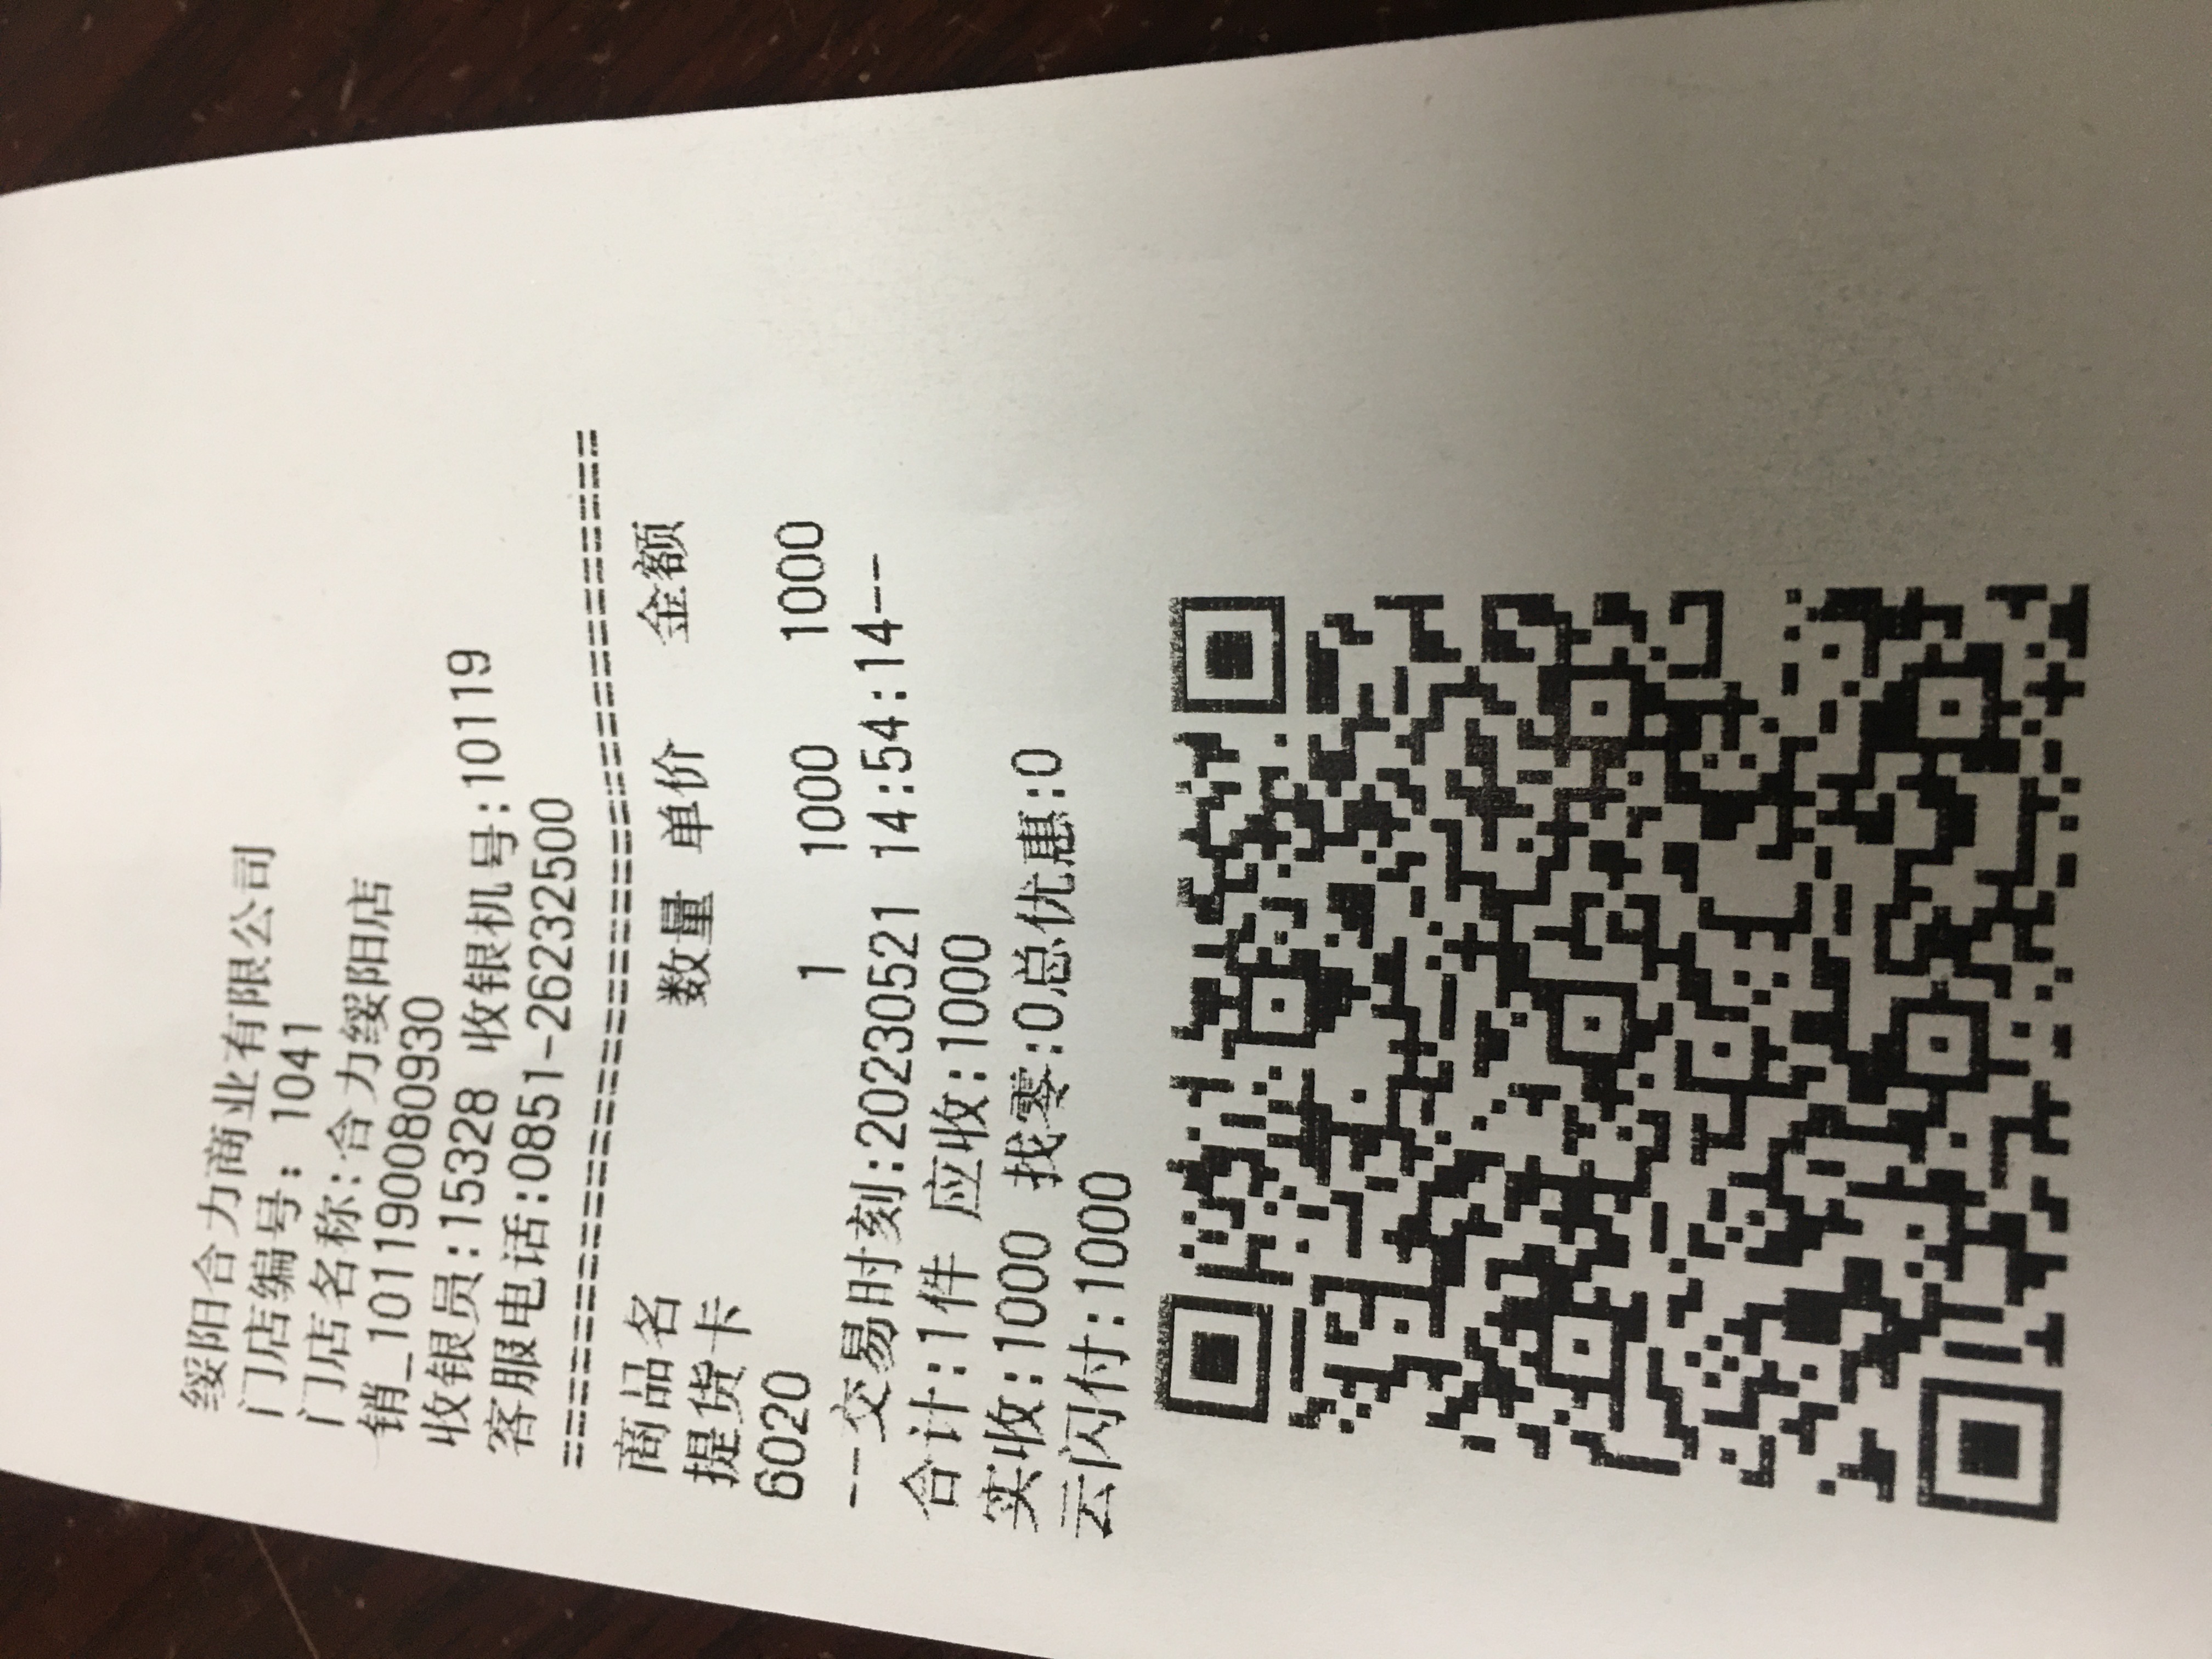 绥阳合力商业有限公司
门店编号: 1041
门店名称:合力绥阳店
销_101190080930
收银员:15328 收银机号:10119
客服电话:0851-26232500
==========================================
商品名 数量 单价 金额
提货卡
6020 1 1000 1000
--交易时刻:20230521 14:54:14--
合计:1件 应收:1000
实收:1000 找零:0总优惠:0
云闪付:1000